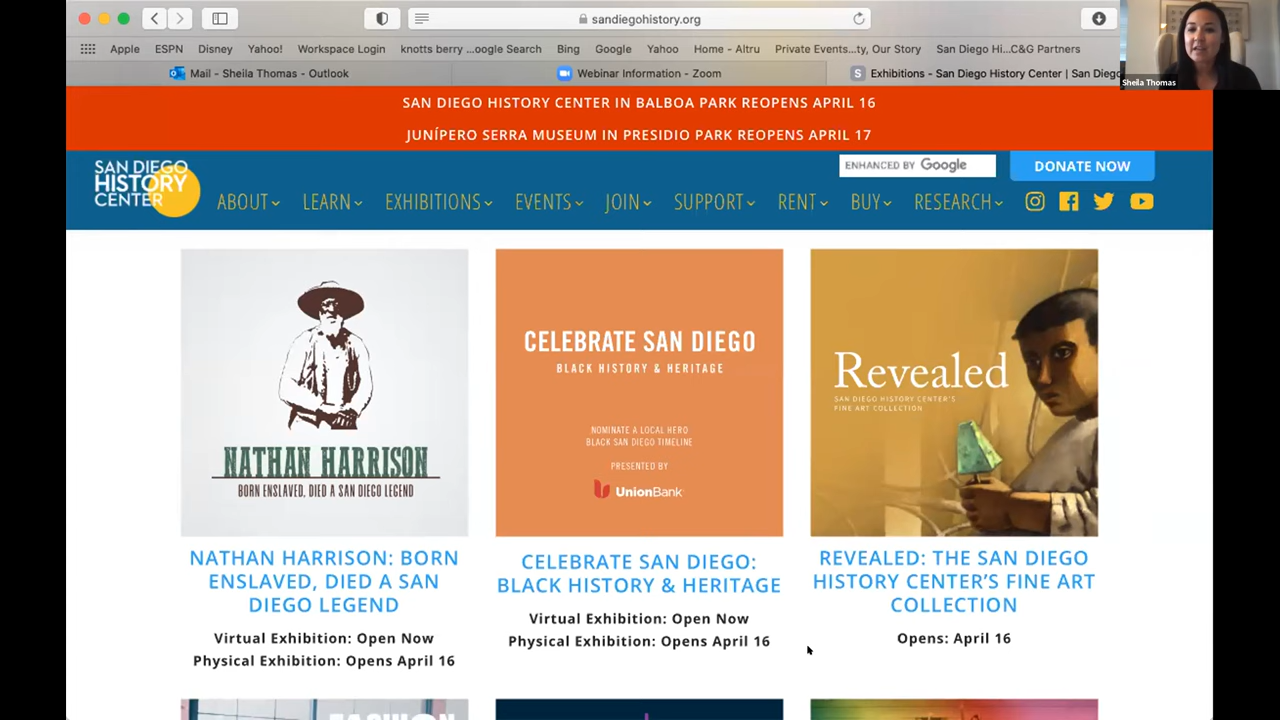 sandiegohistory.org
Apple ESPN Disney Yahoo! Workspace Login knotts berry ...oogle Search Bing Google Yahoo Home - Altru Private Events...ty, Our Story San Diego Hi...C&G Partners
Mail - Sheila Thomas - Outlook
Webinar Information - Zoom
S Exhibitions - San Diego History Center | San Diego
Sheila Thomas
SAN DIEGO HISTORY CENTER IN BALBOA PARK REOPENS APRIL 16
JUNÍPERO SERRA MUSEUM IN PRESIDIO PARK REOPENS APRIL 17
SAN DIEGO
HISTORY
CENTER
ENHANCED BY Google
DONATE NOW
ABOUT LEARN EXHIBITIONS EVENTS JOIN SUPPORT RENT BUY RESEARCH
NATHAN HARRISON
BORN ENSLAVED, DIED A SAN DIEGO LEGEND
CELEBRATE SAN DIEGO
BLACK HISTORY & HERITAGE
NOMINATE A LOCAL HERO
BLACK SAN DIEGO TIMELINE
PRESENTED BY
UnionBank
Revealed
SAN DIEGO HISTORY CENTER'S
FINE ART COLLECTION
NATHAN HARRISON: BORN
ENSLAVED, DIED A SAN
DIEGO LEGEND
Virtual Exhibition: Open Now
Physical Exhibition: Opens April 16
CELEBRATE SAN DIEGO:
BLACK HISTORY & HERITAGE
Virtual Exhibition: Open Now
Physical Exhibition: Opens April 16
REVEALED: THE SAN DIEGO
HISTORY CENTER'S FINE ART
COLLECTION
Opens: April 16
FASHION